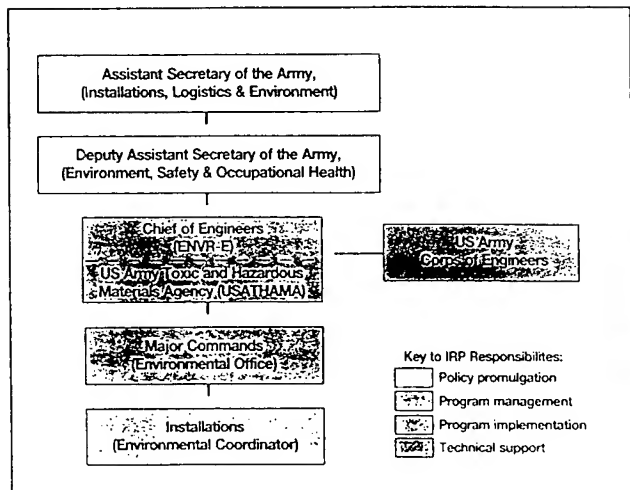 Assistant Secretary of the Army,
(Installations, Logistics & Environment)
Deputy Assistant Secretary of the Army,
(Environment, Safety & Occupational Health)
Chief of Engineers
(ENVR-E)
US Army Toxic and Hazardous
Materials Agency (USATHAMA)
US Army
Corps of Engineers
Major Commands
(Environmental Office)
Installations
(Environmental Coordinator)
Key to IRP Responsibilites:
Policy promulgation
Program management
Program implementation
Technical support